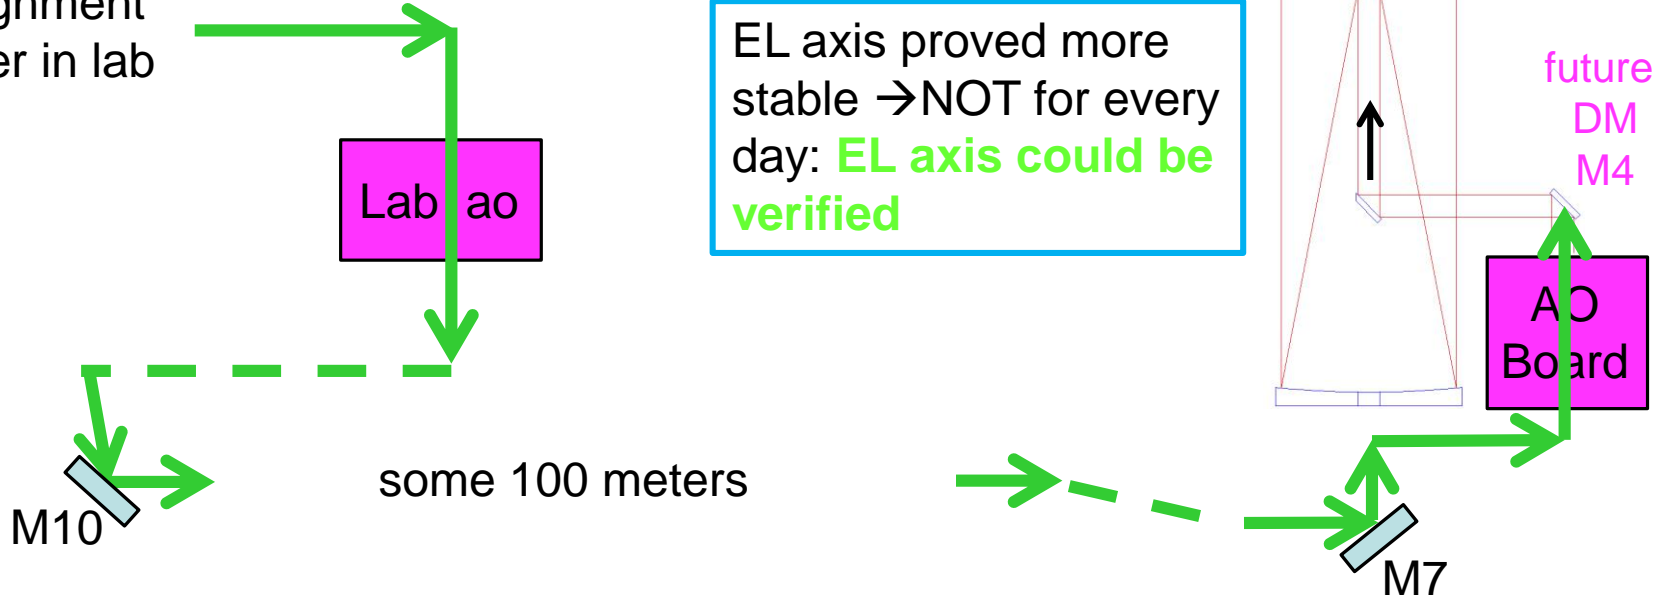 er in lab
EL axis proved more
stable →NOT for every
day: EL axis could be
verified
future
DM
M4
Lab ao
AO
Board
some 100 meters
M10
M7